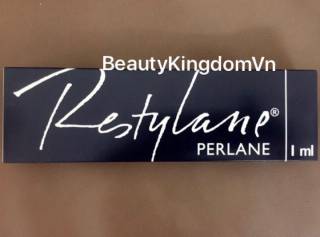 BeautyKingdomVn
Restylane®
PERLANE
1 ml